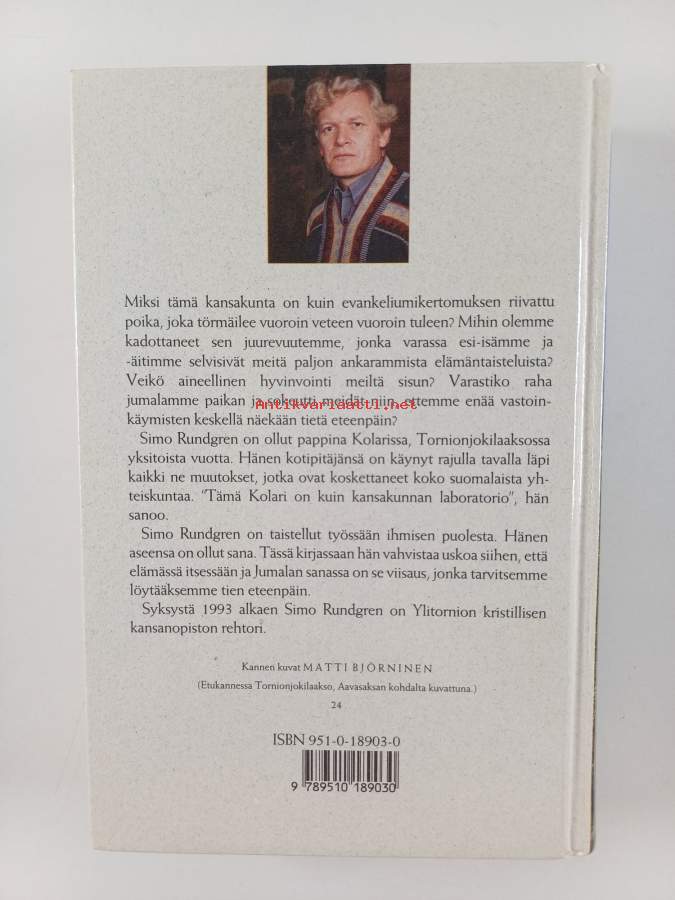 Miksi tämä kansakunta on kuin evankeliumikertomuksen riivattu
poika, joka törmäilee vuoroin veteen vuoroin tuleen? Mihin olemme
kadottaneet sen juurevuutemme, jonka varassa esi-isämme ja
-äitimme selvisivät meitä paljon ankarammista elämäntaisteluista?
Veikö aineellinen hyvinvointi meiltä sisun? Varastiko raha
jumalamme paikan ja sokautti meidät niin, ettemme enää vastoin-
Antikvariaatti.net
käymisten keskellä näekään tietä eteenpäin?
Simo Rundgren on ollut pappina Kolarissa, Tornionjokilaaksossa
yksitoista vuotta. Hänen kotipitäjänsä on käynyt rajulla tavalla läpi
kaikki ne muutokset, jotka ovat koskettaneet koko suomalaista yh-
teiskuntaa. "Tämä Kolari on kuin kansakunnan laboratorio", hän
sanoo.
Simo Rundgren on taistellut työssään ihmisen puolesta. Hänen
aseensa on ollut sana. Tässä kirjassaan hän vahvistaa uskoa siihen, että
elämässä itsessään ja Jumalan sanassa on se viisaus, jonka tarvitsemme
löytääksemme tien eteenpäin.
Syksystä 1993 alkaen Simo Rundgren on Ylitornion kristillisen
kansanopiston rehtori.
Kannen kuvat MATTI BJÖRNINEN
(Etukannessa Tornionjokilaakso, Aavasaksan kohdalta kuvattuna.)
24
ISBN 951-0-18903-0
9 789510 189030